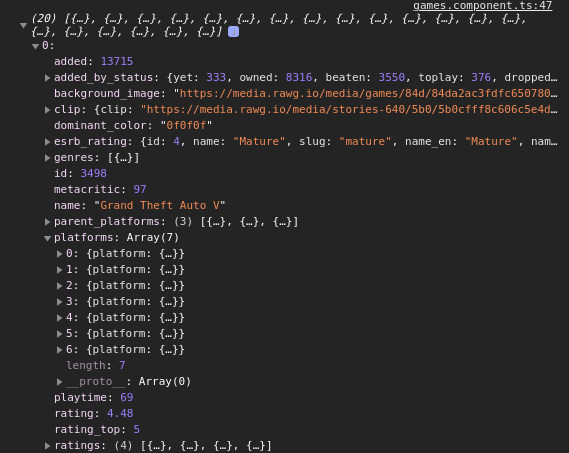 games.component.ts:47
(20) [{…}, {…}, {…}, {…}, {…}, {…}, {…}, {…}, {…}, {…}, {…}, {…}, {…}, {…},
{…}, {…}, {…}, {…}, {…}, {…}] i
0:
added: 13715
added_by_status: {yet: 333, owned: 8316, beaten: 3550, toplay: 376, dropped…
background_image: "https://media.rawg.io/media/games/84d/84da2ac3fdfc650780…
clip: {clip: "https://media.rawg.io/media/stories-640/5b0/5b0cfff8c606c5e4d…
dominant_color: "0f0f0f"
esrb_rating: {id: 4, name: "Mature", slug: "mature", name_en: "Mature", nam…
genres: [{…}]
id: 3498
metacritic: 97
name: "Grand Theft Auto V"
parent_platforms: (3) [{…}, {…}, {…}]
platforms: Array(7)
0: {platform: {…}}
1: {platform: {…}}
2: {platform: {…}}
3: {platform: {…}}
4: {platform: {…}}
5: {platform: {…}}
6: {platform: {…}}
length: 7
__proto__: Array(0)
playtime: 69
rating: 4.48
rating_top: 5
ratings: (4) [{…}, {…}, {…}, {…}]